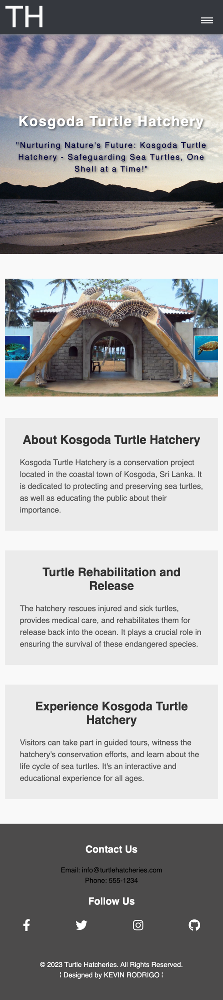 TH
Kosgoda Turtle Hatchery
"Nurturing Nature's Future: Kosgoda Turtle
Hatchery - Safeguarding Sea Turtles, One
Shell at a Time!"
About Kosgoda Turtle Hatchery
Kosgoda Turtle Hatchery is a conservation project
located in the coastal town of Kosgoda, Sri Lanka. It
is dedicated to protecting and preserving sea turtles,
as well as educating the public about their
importance.
Turtle Rehabilitation and
Release
The hatchery rescues injured and sick turtles,
provides medical care, and rehabilitates them for
release back into the ocean. It plays a crucial role in
ensuring the survival of these endangered species.
Experience Kosgoda Turtle
Hatchery
Visitors can take part in guided tours, witness the
hatchery's conservation efforts, and learn about the
life cycle of sea turtles. It's an interactive and
educational experience for all ages.
Contact Us
Email: info@turtlehatcheries.com
Phone: 555-1234
Follow Us
© 2023 Turtle Hatcheries. All Rights Reserved.
¦ Designed by KEVIN RODRIGO ¦